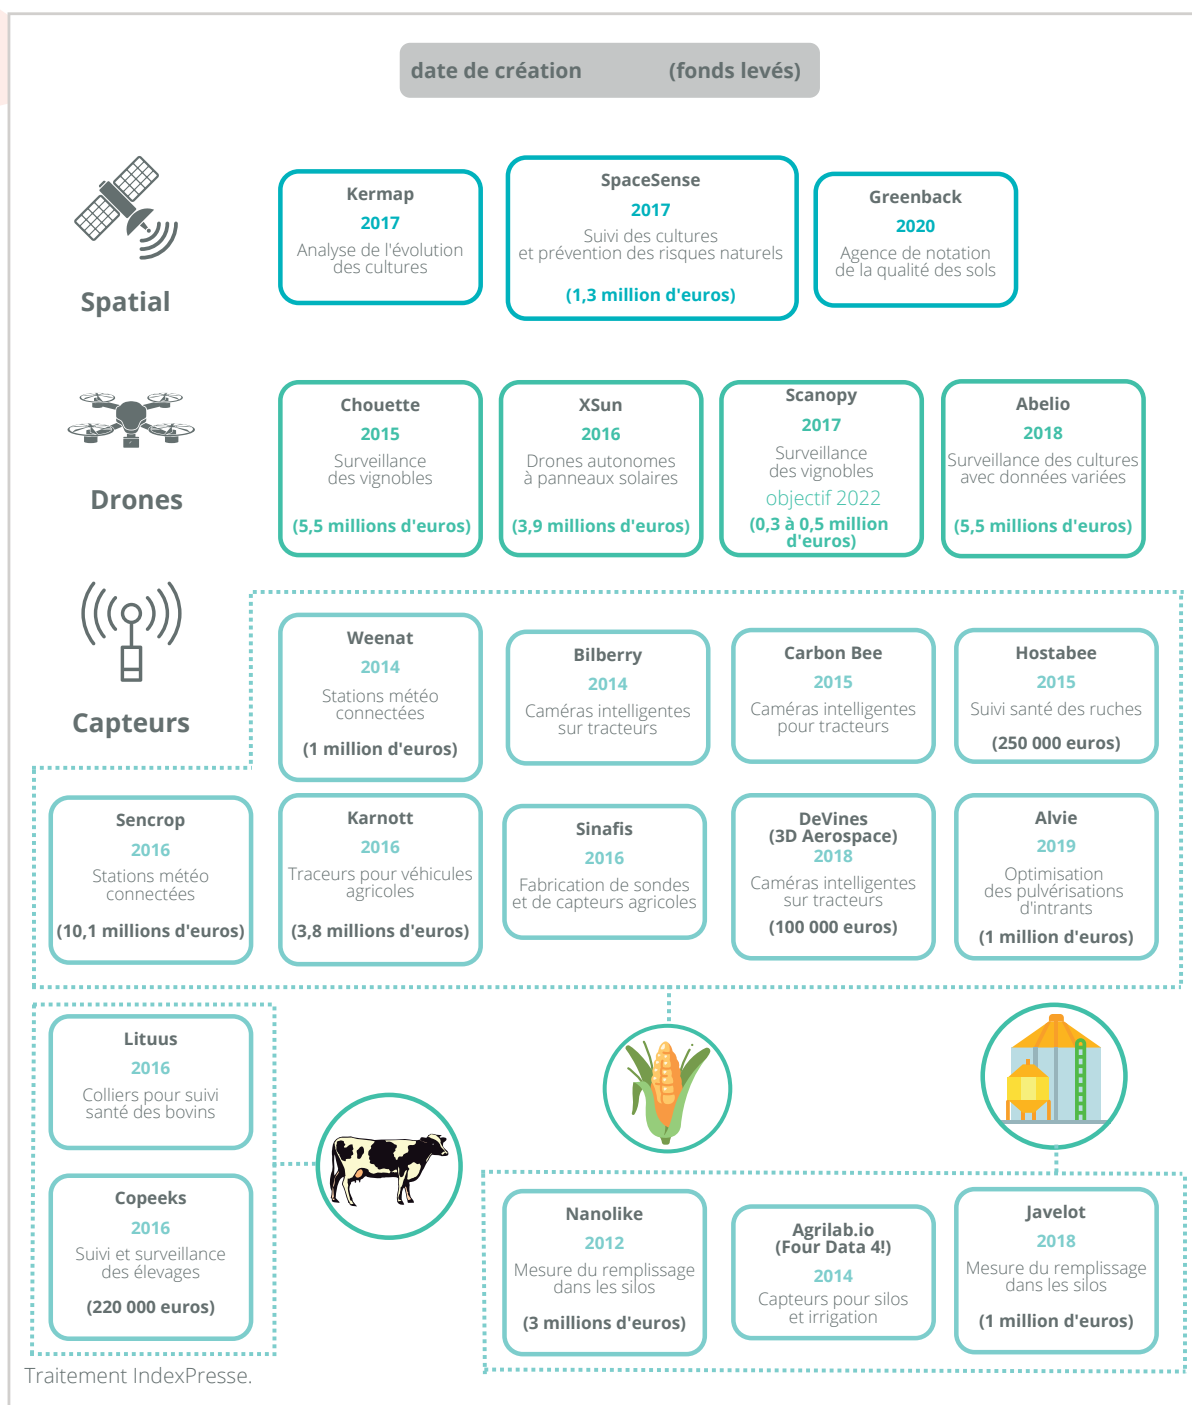 date de création (fonds levés)
Spatial
Kermap
2017
Analyse de l'évolution
des cultures
SpaceSense
2017
Suivi des cultures
et prévention des risques naturels
(1,3 million d'euros)
Greenback
2020
Agence de notation
de la qualité des sols
Drones
Chouette
2015
Surveillance
des vignobles
(5,5 millions d'euros)
XSun
2016
Drones autonomes
à panneaux solaires
(3,9 millions d'euros)
Scanopy
2017
Surveillance
des vignobles
objectif 2022
(0,3 à 0,5 million
d'euros)
Abelio
2018
Surveillance des cultures
avec données variées
(5,5 millions d'euros)
Capteurs
Weenat
2014
Stations météo
connectées
(1 million d'euros)
Bilberry
2014
Caméras intelligentes
sur tracteurs
Carbon Bee
2015
Caméras intelligentes
pour tracteurs
Hostabee
2015
Suivi santé des ruches
(250 000 euros)
Sencrop
2016
Stations météo
connectées
(10,1 millions d'euros)
Karnott
2016
Traceurs pour véhicules
agricoles
(3,8 millions d'euros)
Sinafis
2016
Fabrication de sondes
et de capteurs agricoles
DeVines
(3D Aerospace)
2018
Caméras intelligentes
sur tracteurs
(100 000 euros)
Alvie
2019
Optimisation
des pulvérisations
d'intrants
(1 million d'euros)
Lituus
2016
Colliers pour suivi
santé des bovins
Copeeks
2016
Suivi et surveillance
des élevages
(220 000 euros)
Nanolike
2012
Mesure du remplissage
dans les silos
(3 millions d'euros)
Agrilab.io
(Four Data 4!)
2014
Capteurs pour silos
et irrigation
Javelot
2018
Mesure du remplissage
dans les silos
(1 million d'euros)
Traitement IndexPresse.